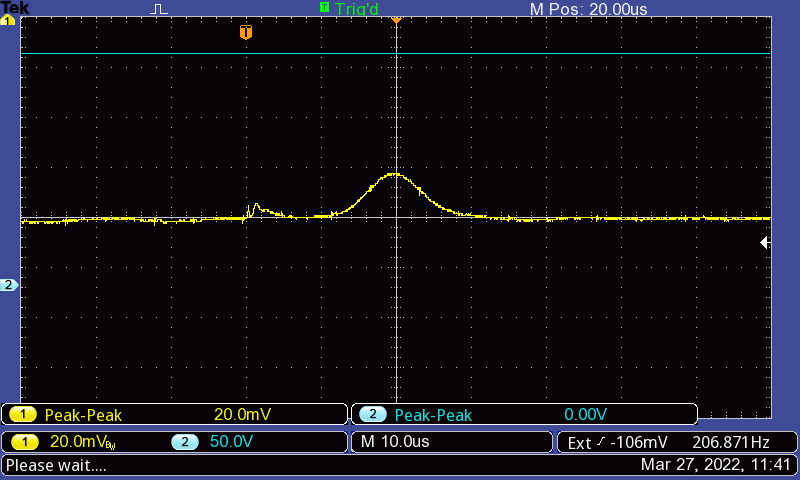 Tek T Trig'd M Pos: 20.00us
1
T
2
1 Peak-Peak 20.0mV 2 Peak-Peak 0.00V
1 20.0mVBW 2 50.0V M 10.0us Ext -106mV 206.871Hz
Please wait.... Mar 27, 2022, 11:41